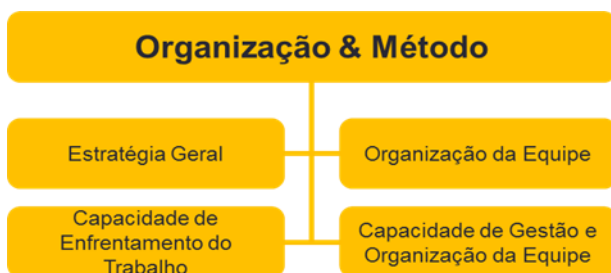 Organização & Método
Estratégia Geral
Organização da Equipe
Capacidade de
Enfrentamento do
Trabalho
Capacidade de Gestão e
Organização da Equipe